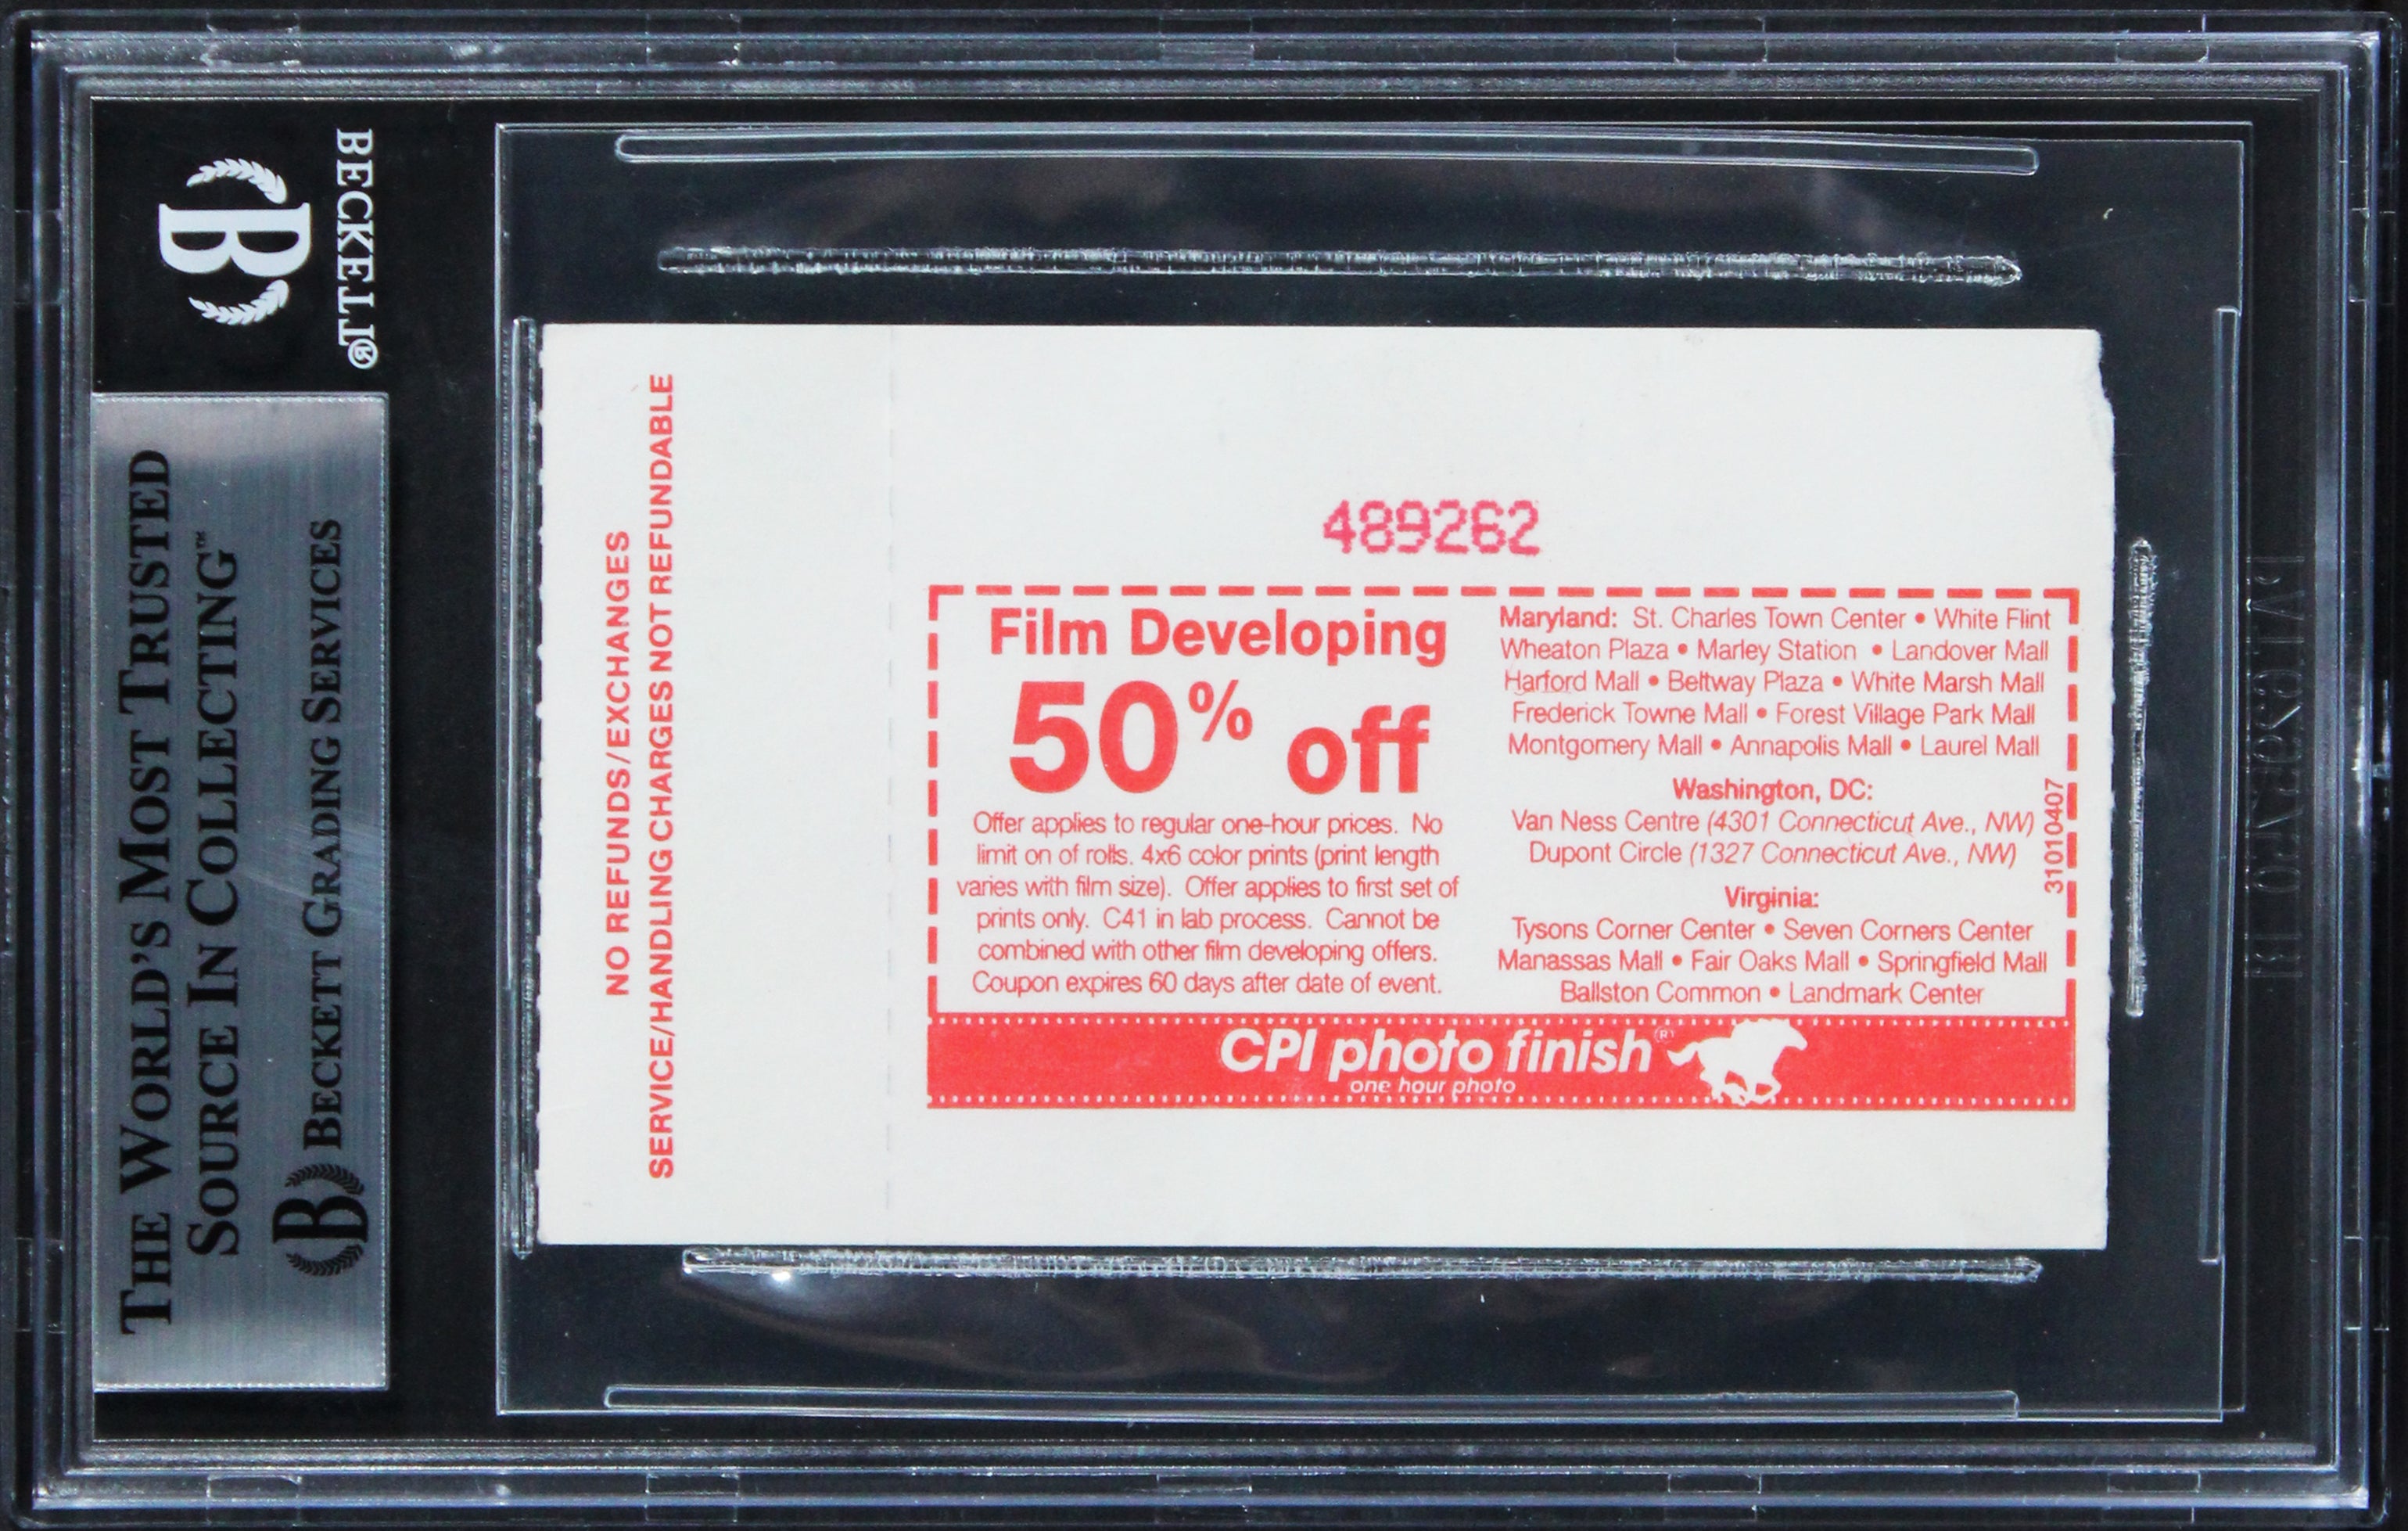 BECKETT®
B
THE WORLD'S MOST TRUSTED
SOURCE IN COLLECTING™
B BECKETT GRADING SERVICES
NO REFUNDS/EXCHANGES
SERVICE/HANDLING CHARGES NOT REFUNDABLE
489262
Film Developing
50% off
Offer applies to regular one-hour prices. No
limit on of rolls. 4x6 color prints (print length
varies with film size). Offer applies to first set of
prints only. C41 in lab process. Cannot be
combined with other film developing offers.
Coupon expires 60 days after date of event.
Maryland: St. Charles Town Center • White Flint
Wheaton Plaza • Marley Station • Landover Mall
Harford Mall • Beltway Plaza • White Marsh Mall
Frederick Towne Mall • Forest Village Park Mall
Montgomery Mall • Annapolis Mall • Laurel Mall
Washington, DC:
Van Ness Centre (4301 Connecticut Ave., NW)
Dupont Circle (1327 Connecticut Ave., NW)
Virginia:
Tysons Corner Center • Seven Corners Center
Manassas Mall • Fair Oaks Mall • Springfield Mall
Ballston Common • Landmark Center
31010407
CPI photo finish®
one hour photo